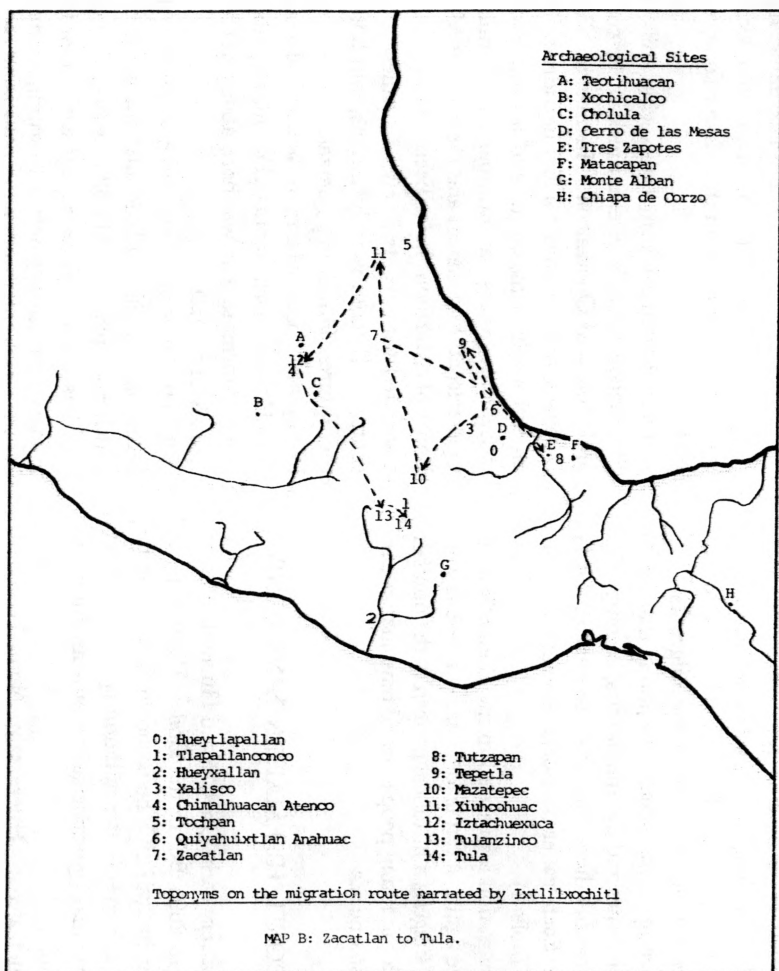 Archaeological Sites
A: Teotihuacan
B: Xochicalco
C: Cholula
D: Cerro de las Mesas
E: Tres Zapotes
F: Matacapan
G: Monte Alban
H: Chiapa de Corzo
5
11
A
7
9
12
4
C
B
6
3
D
0
E
F
8
10
1
13
14
G
H
2
0: Hueytlapallan
1: Tlapallanconco
2: Hueyxallan
3: Xalisco
4: Chimalhuacan Atenco
5: Tochpan
6: Quiyahuixtlan Anahuac
7: Zacatlan
8: Tutzapan
9: Tepetla
10: Mazatepec
11: Xiuhcohuac
12: Iztachuexuca
13: Tulanzinco
14: Tula
Toponyms on the migration route narrated by Ixtlilxochitl
MAP B: Zacatlan to Tula.